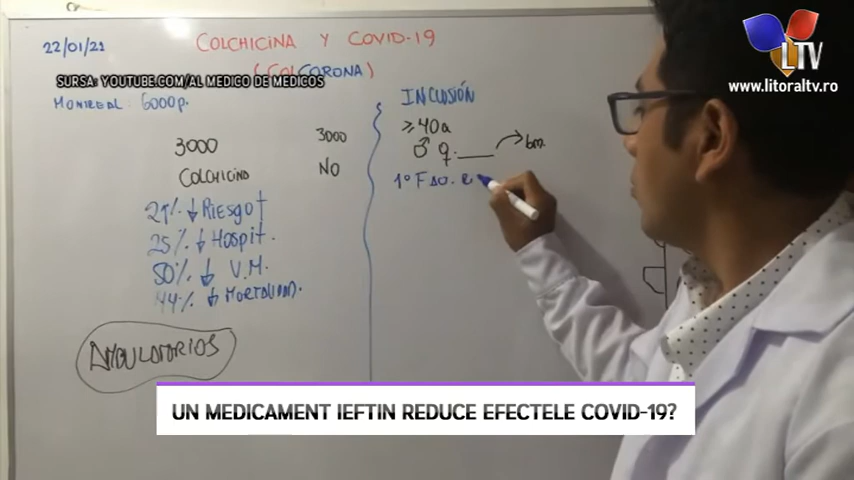 22/01/21
COLCHICINA Y COVID-19
(COLCORONA)
SURSA: YOUTUBE.COM/AL MEDICO DE MEDICOS
MONTREAL: 6000p.
3000
COLCHICINA
3000
NO
21% ↓ RIESGO †
25% ↓ HOSPIT.
50% ↓ V.M.
44% ↓ MORTALIDAD.
AMBULATORIOS
INCLUSIÓN
≥40a
♂ ♀. 6m.
1°
LTV
www.litoraltv.ro
UN MEDICAMENT IEFTIN REDUCE EFECTELE COVID-19?